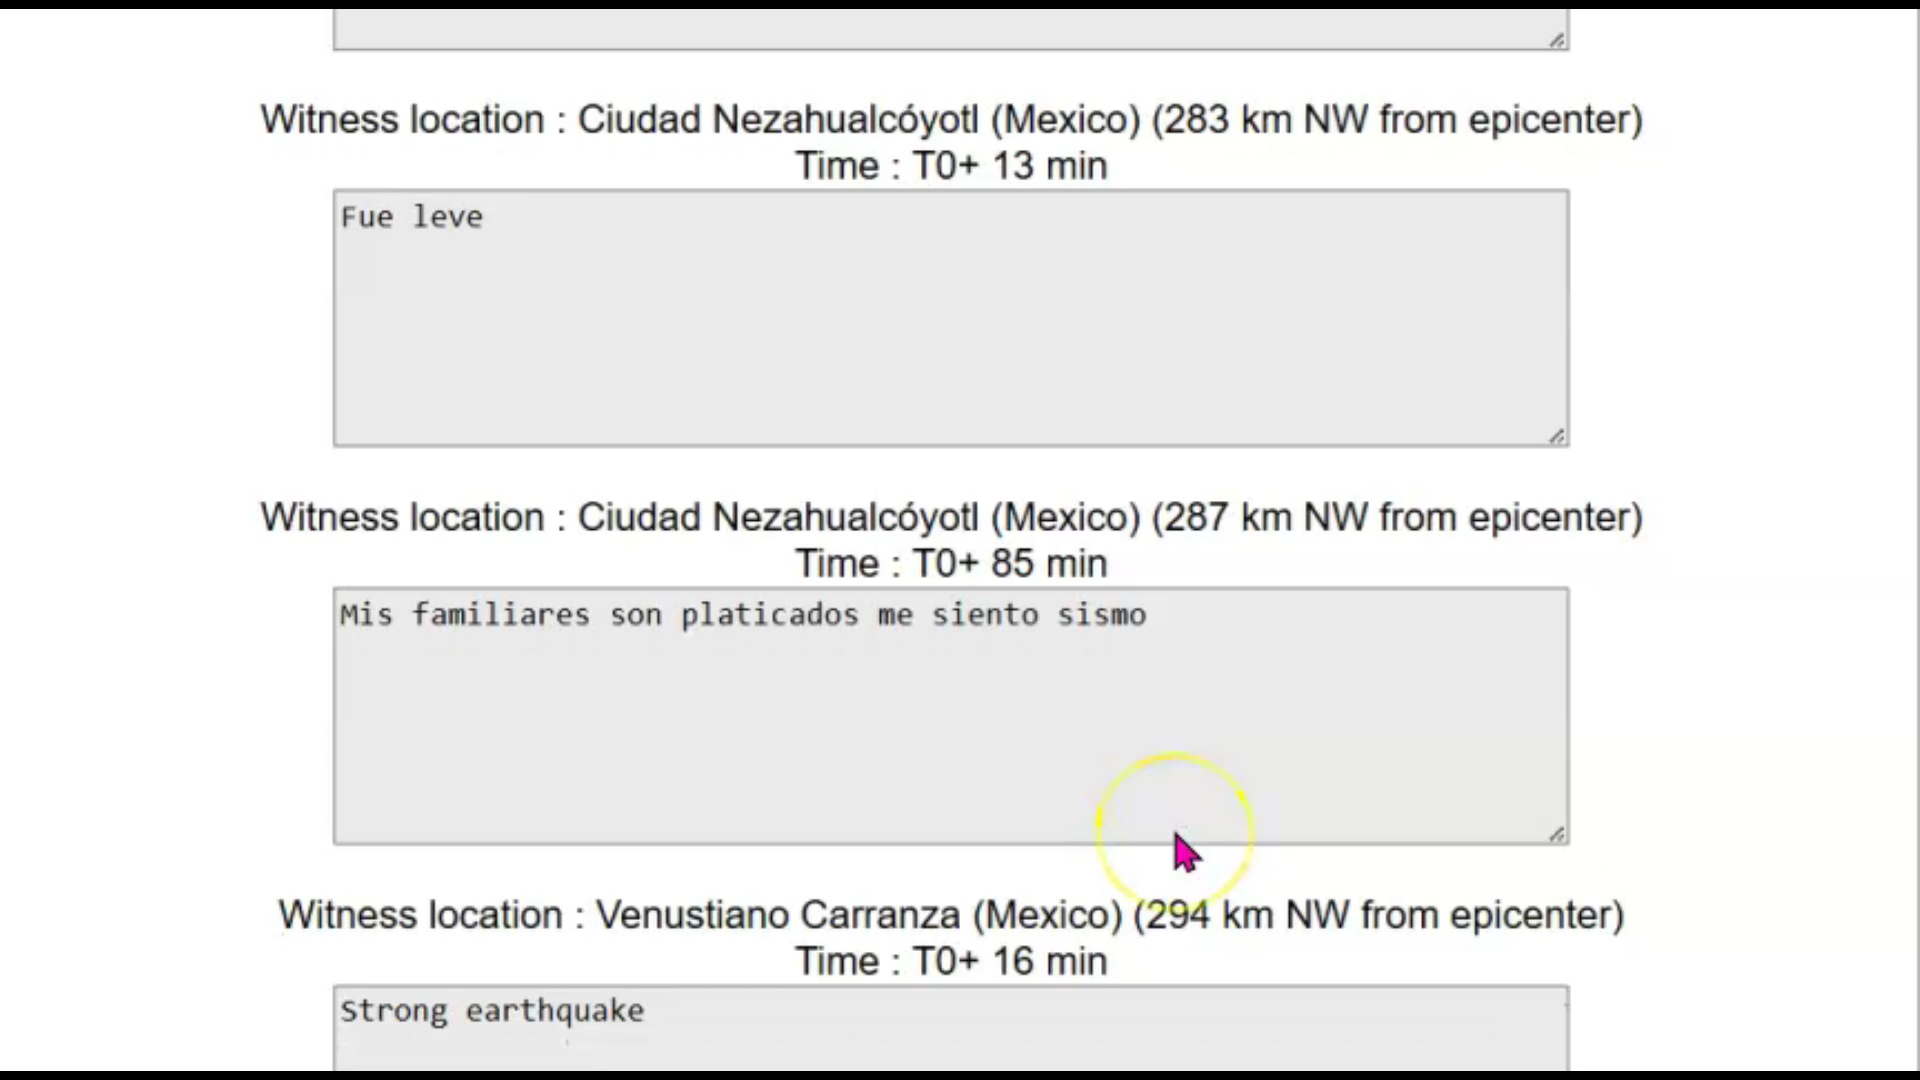 Witness location : Ciudad Nezahualcóyotl (Mexico) (283 km NW from epicenter)
Time : T0+ 13 min
Fue leve
Witness location : Ciudad Nezahualcóyotl (Mexico) (287 km NW from epicenter)
Time : T0+ 85 min
Mis familiares son platicados me siento sismo
Witness location : Venustiano Carranza (Mexico) (294 km NW from epicenter)
Time : T0+ 16 min
Strong earthquake